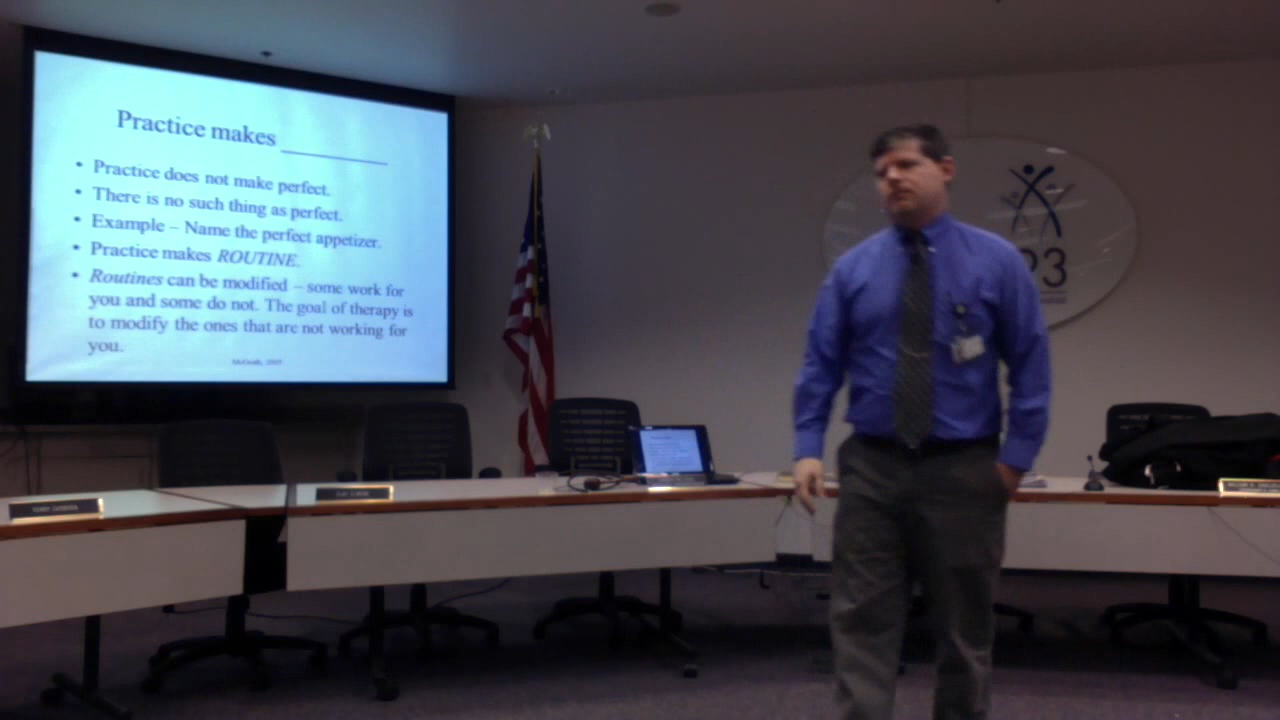 Practice makes ________
• Practice does not make perfect.
• There is no such thing as perfect.
• Example – Name the perfect appetizer.
• Practice makes ROUTINE.
• Routines can be modified – some work for
you and some do not. The goal of therapy is
to modify the ones that are not working for
you.
23